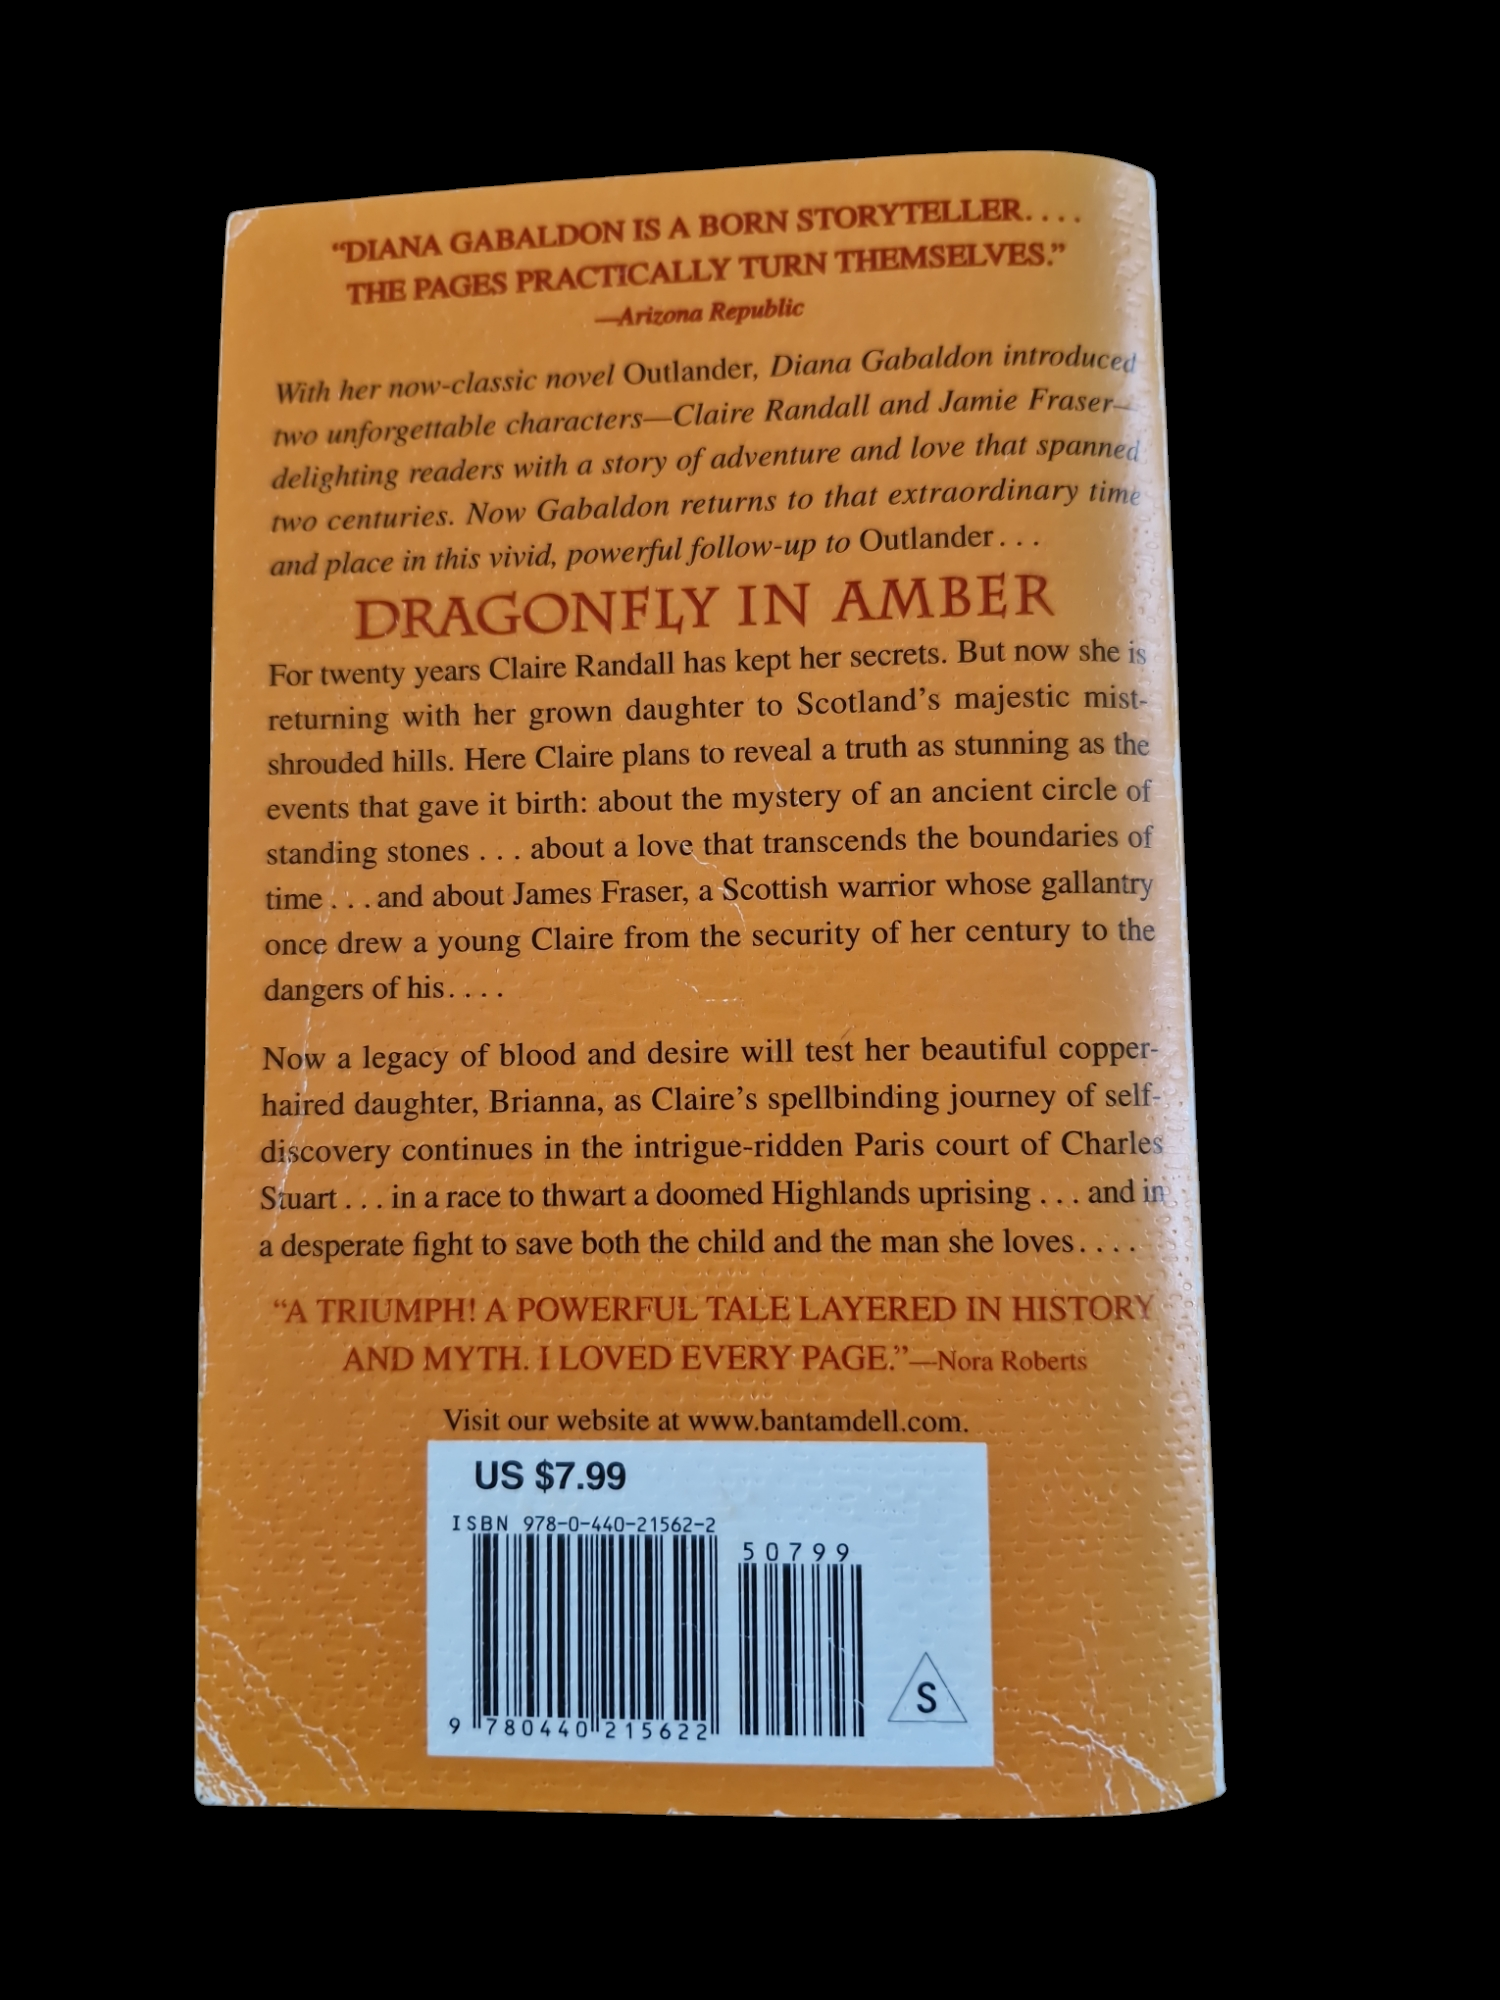 “DIANA GABALDON IS A BORN STORYTELLER. . . .
THE PAGES PRACTICALLY TURN THEMSELVES.”
—Arizona Republic
With her now-classic novel Outlander, Diana Gabaldon introduced
two unforgettable characters—Claire Randall and Jamie Fraser—
delighting readers with a story of adventure and love that spanned
two centuries. Now Gabaldon returns to that extraordinary time
and place in this vivid, powerful follow-up to Outlander . . .
DRAGONFLY IN AMBER
For twenty years Claire Randall has kept her secrets. But now she is
returning with her grown daughter to Scotland’s majestic mist-
shrouded hills. Here Claire plans to reveal a truth as stunning as the
events that gave it birth: about the mystery of an ancient circle of
standing stones . . . about a love that transcends the boundaries of
time . . . and about James Fraser, a Scottish warrior whose gallantry
once drew a young Claire from the security of her century to the
dangers of his. . . .
Now a legacy of blood and desire will test her beautiful copper-
haired daughter, Brianna, as Claire’s spellbinding journey of self-
discovery continues in the intrigue-ridden Paris court of Charles
Stuart . . . in a race to thwart a doomed Highlands uprising . . . and in
a desperate fight to save both the child and the man she loves. . . .
“A TRIUMPH! A POWERFUL TALE LAYERED IN HISTORY
AND MYTH. I LOVED EVERY PAGE.”—Nora Roberts
Visit our website at www.bantamdell.com.
US $7.99
ISBN 978-0-440-21562-2
50799
9 780440 215622
S